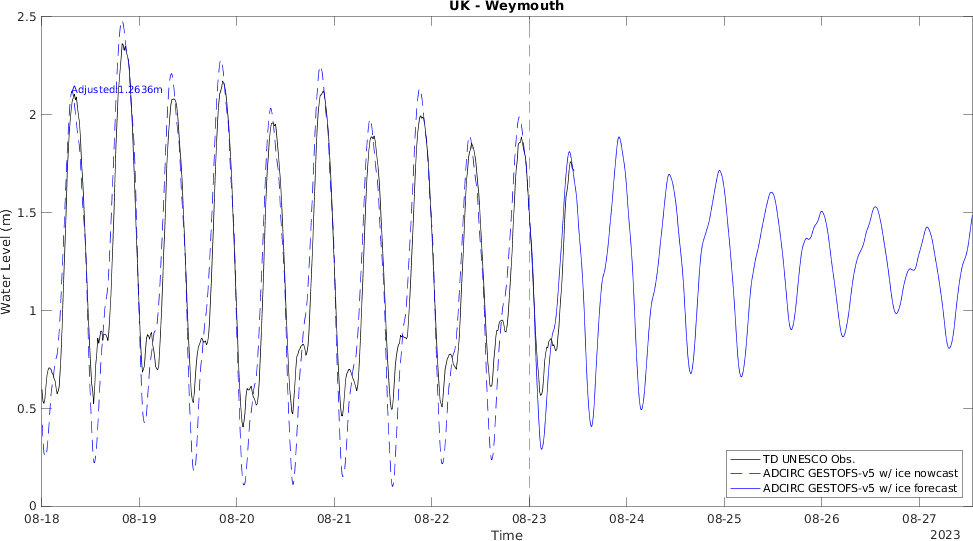 UK - Weymouth
Water Level (m)
2.5
2
1.5
1
0.5
0
Adjusted:1.2636m
TD UNESCO Obs.
ADCIRC GESTOFS-v5 w/ ice nowcast
ADCIRC GESTOFS-v5 w/ ice forecast
08-18 08-19 08-20 08-21 08-22 08-23 08-24 08-25 08-26 08-27
Time
2023